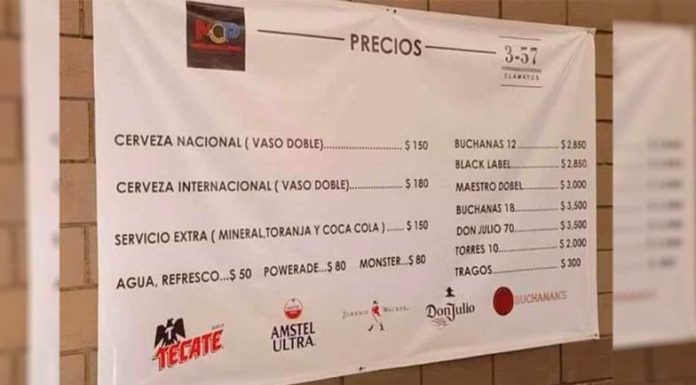 PRECIOS
3-57
CLAMATOS
CERVEZA NACIONAL ( VASO DOBLE)........................ $ 150
CERVEZA INTERNACIONAL ( VASO DOBLE)................ $ 180
SERVICIO EXTRA ( MINERAL,TORANJA Y COCA COLA ) ...... $ 150
AGUA, REFRESCO...$ 50 POWERADE...$ 80 MONSTER...$ 80
BUCHANAS 12 ............ $ 2,850
BLACK LABEL............... $ 2,850
MAESTRO DOBEL.......... $ 3,000
BUCHANAS 18.............. $ 3,500
DON JULIO 70.............. $ 3,500
TORRES 10................. $ 2,000
TRAGOS ................... $ 300
TECATE
AMSTEL
ULTRA
JOHNNIE WALKER
Don Julio
BUCHANAN'S